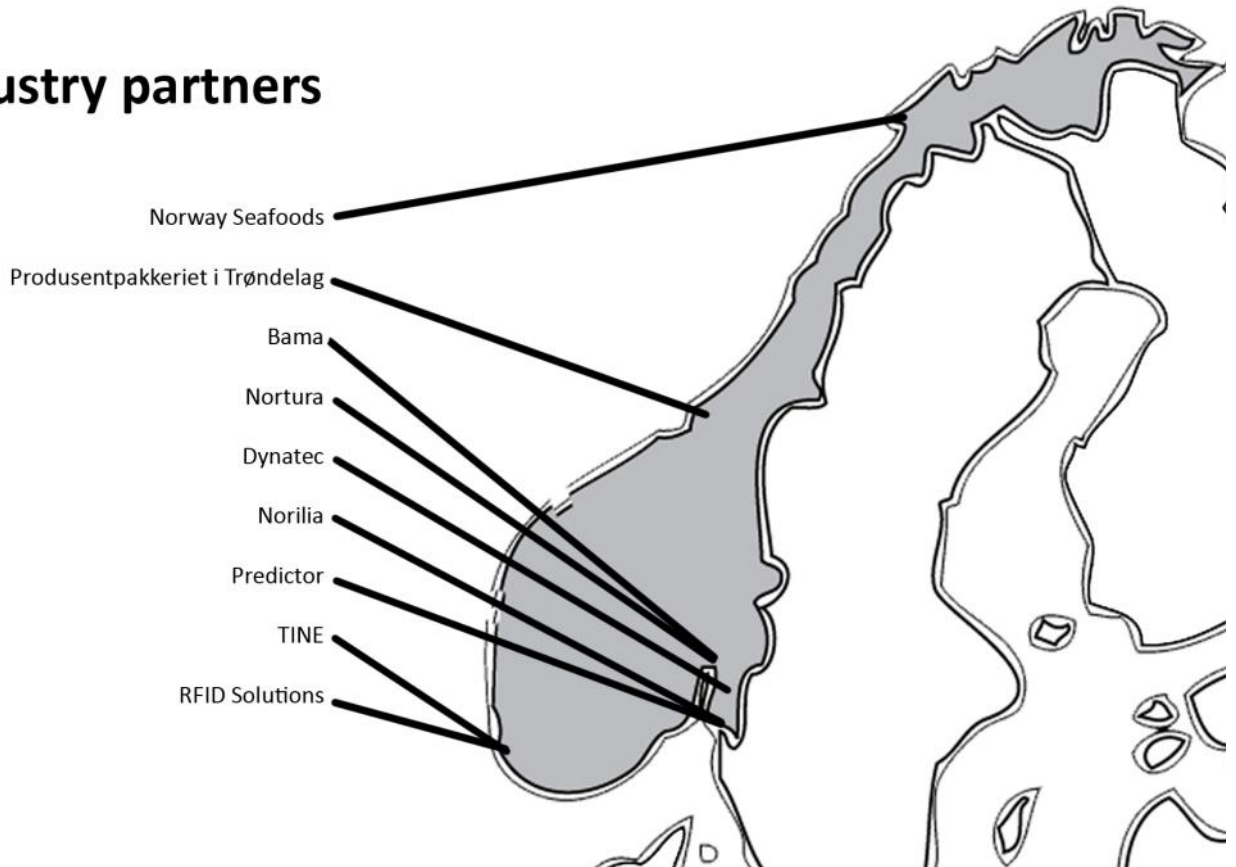 ustry partners
Norway Seafoods
Produsentpakkeriet i Trøndelag
Bama
Nortura
Dynatec
Norilia
Predictor
TINE
RFID Solutions